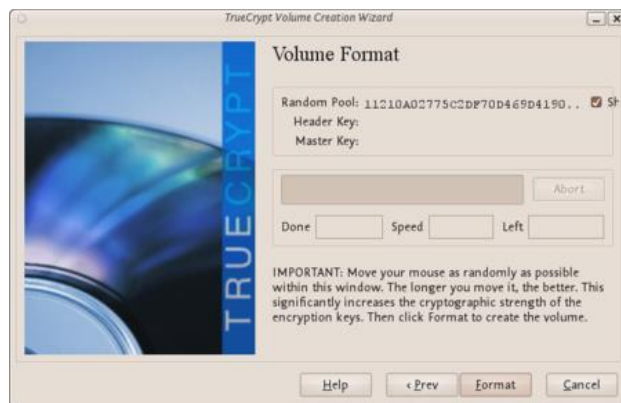 TrueCrypt Volume Creation Wizard
Volume Format
Random Pool: 11210A02775C2DF70D469D4190.. Sh
Header Key:
Master Key:
Abort
Done Speed Left
IMPORTANT: Move your mouse as randomly as possible
within this window. The longer you move it, the better. This
significantly increases the cryptographic strength of the
encryption keys. Then click Format to create the volume.
TRUECRYPT
Help < Prev Format Cancel